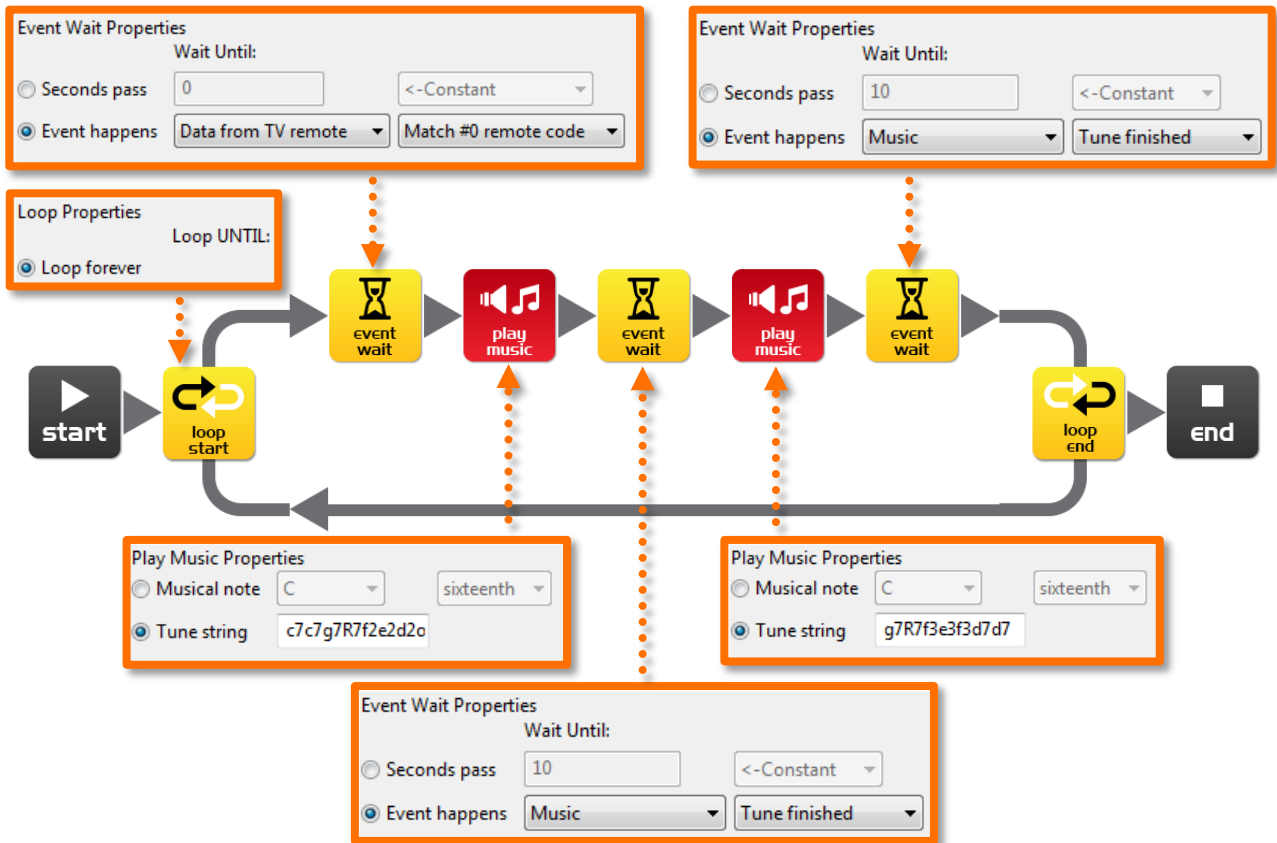 Event Wait Properties
Wait Until:
Seconds pass 0 <-Constant
Event happens Data from TV remote Match #0 remote code
Event Wait Properties
Wait Until:
Seconds pass 10 <-Constant
Event happens Music Tune finished
Loop Properties
Loop UNTIL:
Loop forever
event
wait
play
music
event
wait
play
music
event
wait
start
loop
start
loop
end
end
Play Music Properties
Musical note C sixteenth
Tune string c7c7g7R7f2e2d2o
Play Music Properties
Musical note C sixteenth
Tune string g7R7f3e3f3d7d7
Event Wait Properties
Wait Until:
Seconds pass 10 <-Constant
Event happens Music Tune finished